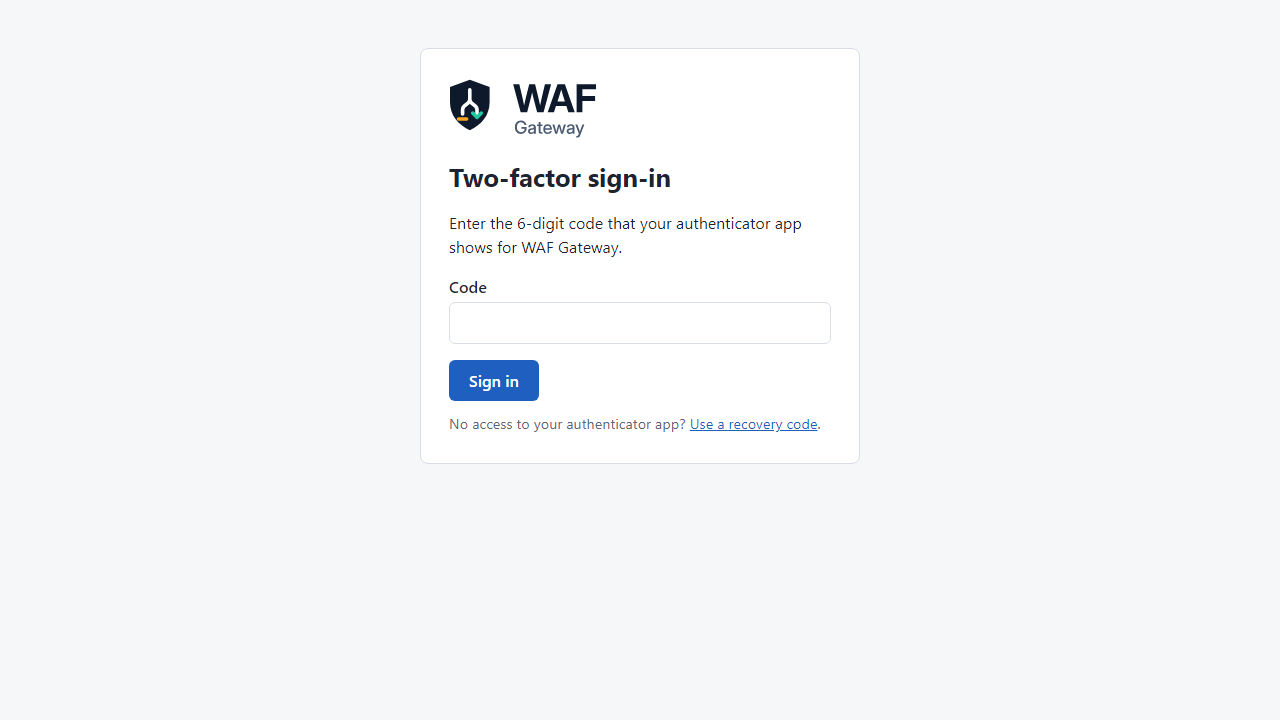 WAF
Gateway
Two-factor sign-in
Enter the 6-digit code that your authenticator app
shows for WAF Gateway.
Code
Sign in
No access to your authenticator app? Use a recovery code.